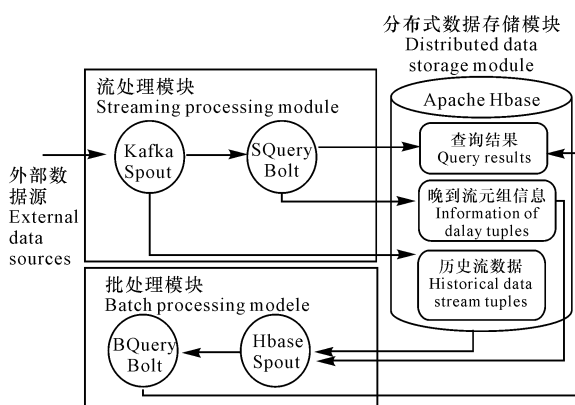 分布式数据存储模块
Distributed data
storage module
流处理模块
Streaming processing module
Apache Hbase
外部数
据源
External
data
sources
Kafka
Spout
SQuery
Bolt
查询结果
Query results
晚到流元组信息
Information of
dalay tuples
历史流数据
Historical data
stream tuples
批处理模块
Batch processing modele
BQuery
Bolt
Hbase
Spout